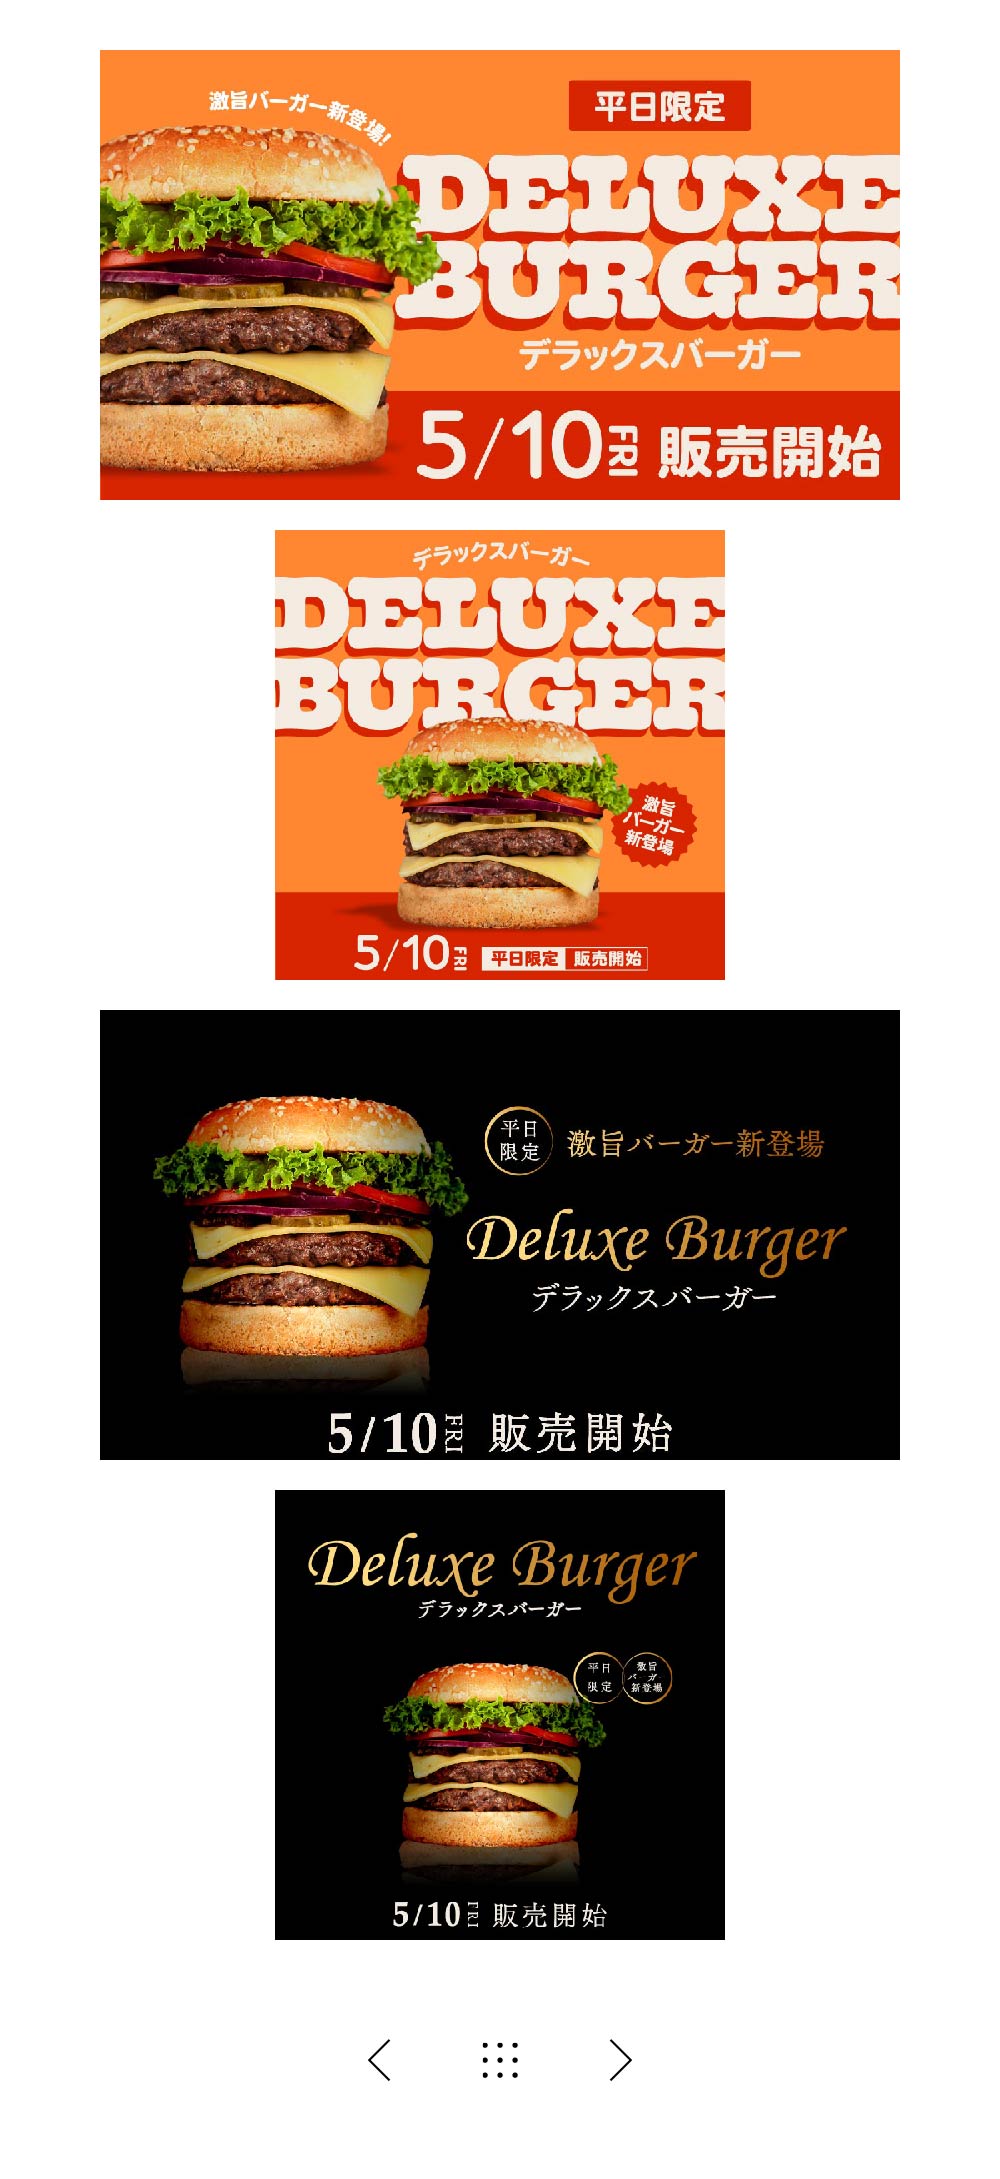 激旨バーガー新登場!
平日限定
DELUXE
BURGER
デラックスバーガー
5/10 FRI 販売開始
デラックスバーガー
DELUXE
BURGER
激旨
バーガー
新登場
5/10 FRI 平日限定 販売開始
平日
限定
激旨バーガー新登場
Deluxe Burger
デラックスバーガー
5/10 FRI 販売開始
Deluxe Burger
デラックスバーガー
平日
限定
激旨
バーガー
新登場
5/10 FRI 販売開始